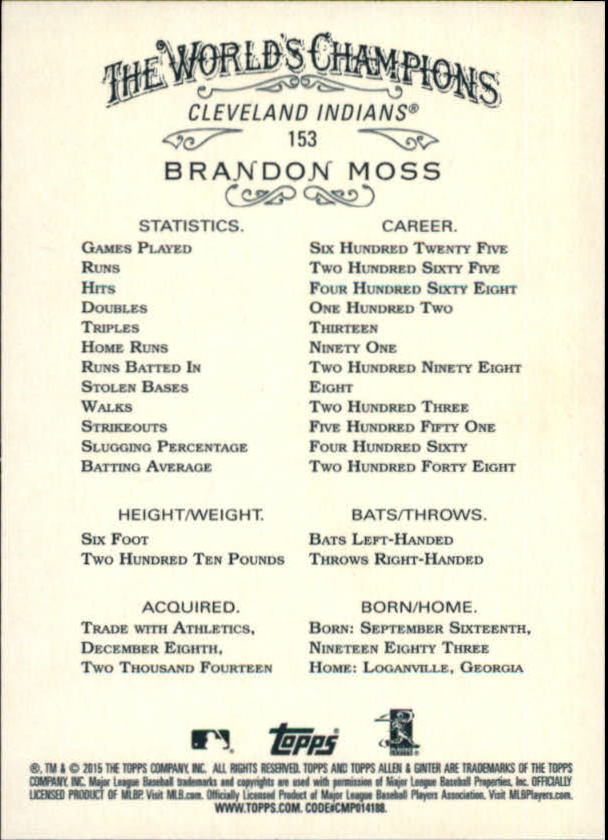 THE WORLD'S CHAMPIONS
CLEVELAND INDIANS®
153
BRANDON MOSS
STATISTICS. CAREER.
GAMES PLAYED SIX HUNDRED TWENTY FIVE
RUNS TWO HUNDRED SIXTY FIVE
HITS FOUR HUNDRED SIXTY EIGHT
DOUBLES ONE HUNDRED TWO
TRIPLES THIRTEEN
HOME RUNS NINETY ONE
RUNS BATTED IN TWO HUNDRED NINETY EIGHT
STOLEN BASES EIGHT
WALKS TWO HUNDRED THREE
STRIKEOUTS FIVE HUNDRED FIFTY ONE
SLUGGING PERCENTAGE FOUR HUNDRED SIXTY
BATTING AVERAGE TWO HUNDRED FORTY EIGHT
HEIGHT/WEIGHT. BATS/THROWS.
SIX FOOT BATS LEFT-HANDED
TWO HUNDRED TEN POUNDS THROWS RIGHT-HANDED
ACQUIRED. BORN/HOME.
TRADE WITH ATHLETICS, BORN: SEPTEMBER SIXTEENTH,
DECEMBER EIGHTH, NINETEEN EIGHTY THREE
TWO THOUSAND FOURTEEN HOME: LOGANVILLE, GEORGIA
Topps
®, TM & © 2015 THE TOPPS COMPANY, INC. ALL RIGHTS RESERVED. TOPPS AND TOPPS ALLEN & GINTER ARE TRADEMARKS OF THE TOPPS
COMPANY, INC. Major League Baseball trademarks and copyrights are used with permission of Major League Baseball Properties, Inc. OFFICIALLY
LICENSED PRODUCT OF MLBP. Visit MLB.com. Officially Licensed Product of Major League Baseball Players Association. Visit MLBPlayers.com.
WWW.TOPPS.COM. CODE#CMP014188.